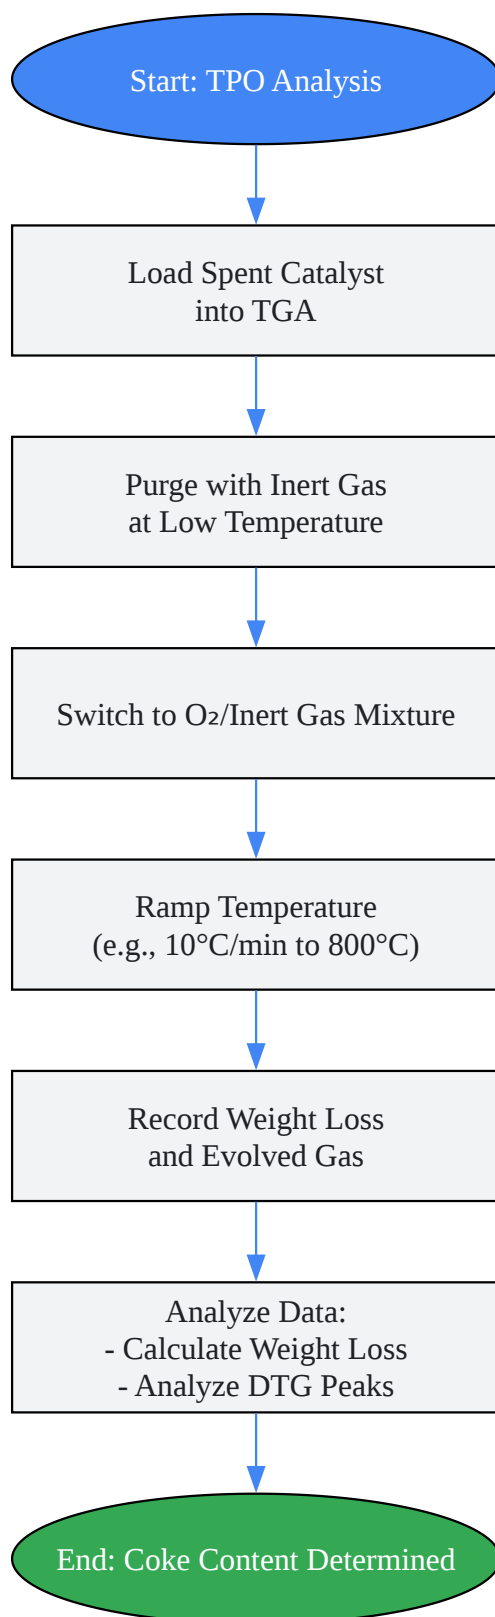 Start: TPO Analysis
Load Spent Catalyst
into TGA
Purge with Inert Gas
at Low Temperature
Switch to O₂/Inert Gas Mixture
Ramp Temperature
(e.g., 10°C/min to 800°C)
Record Weight Loss
and Evolved Gas
Analyze Data:
- Calculate Weight Loss
- Analyze DTG Peaks
End: Coke Content Determined